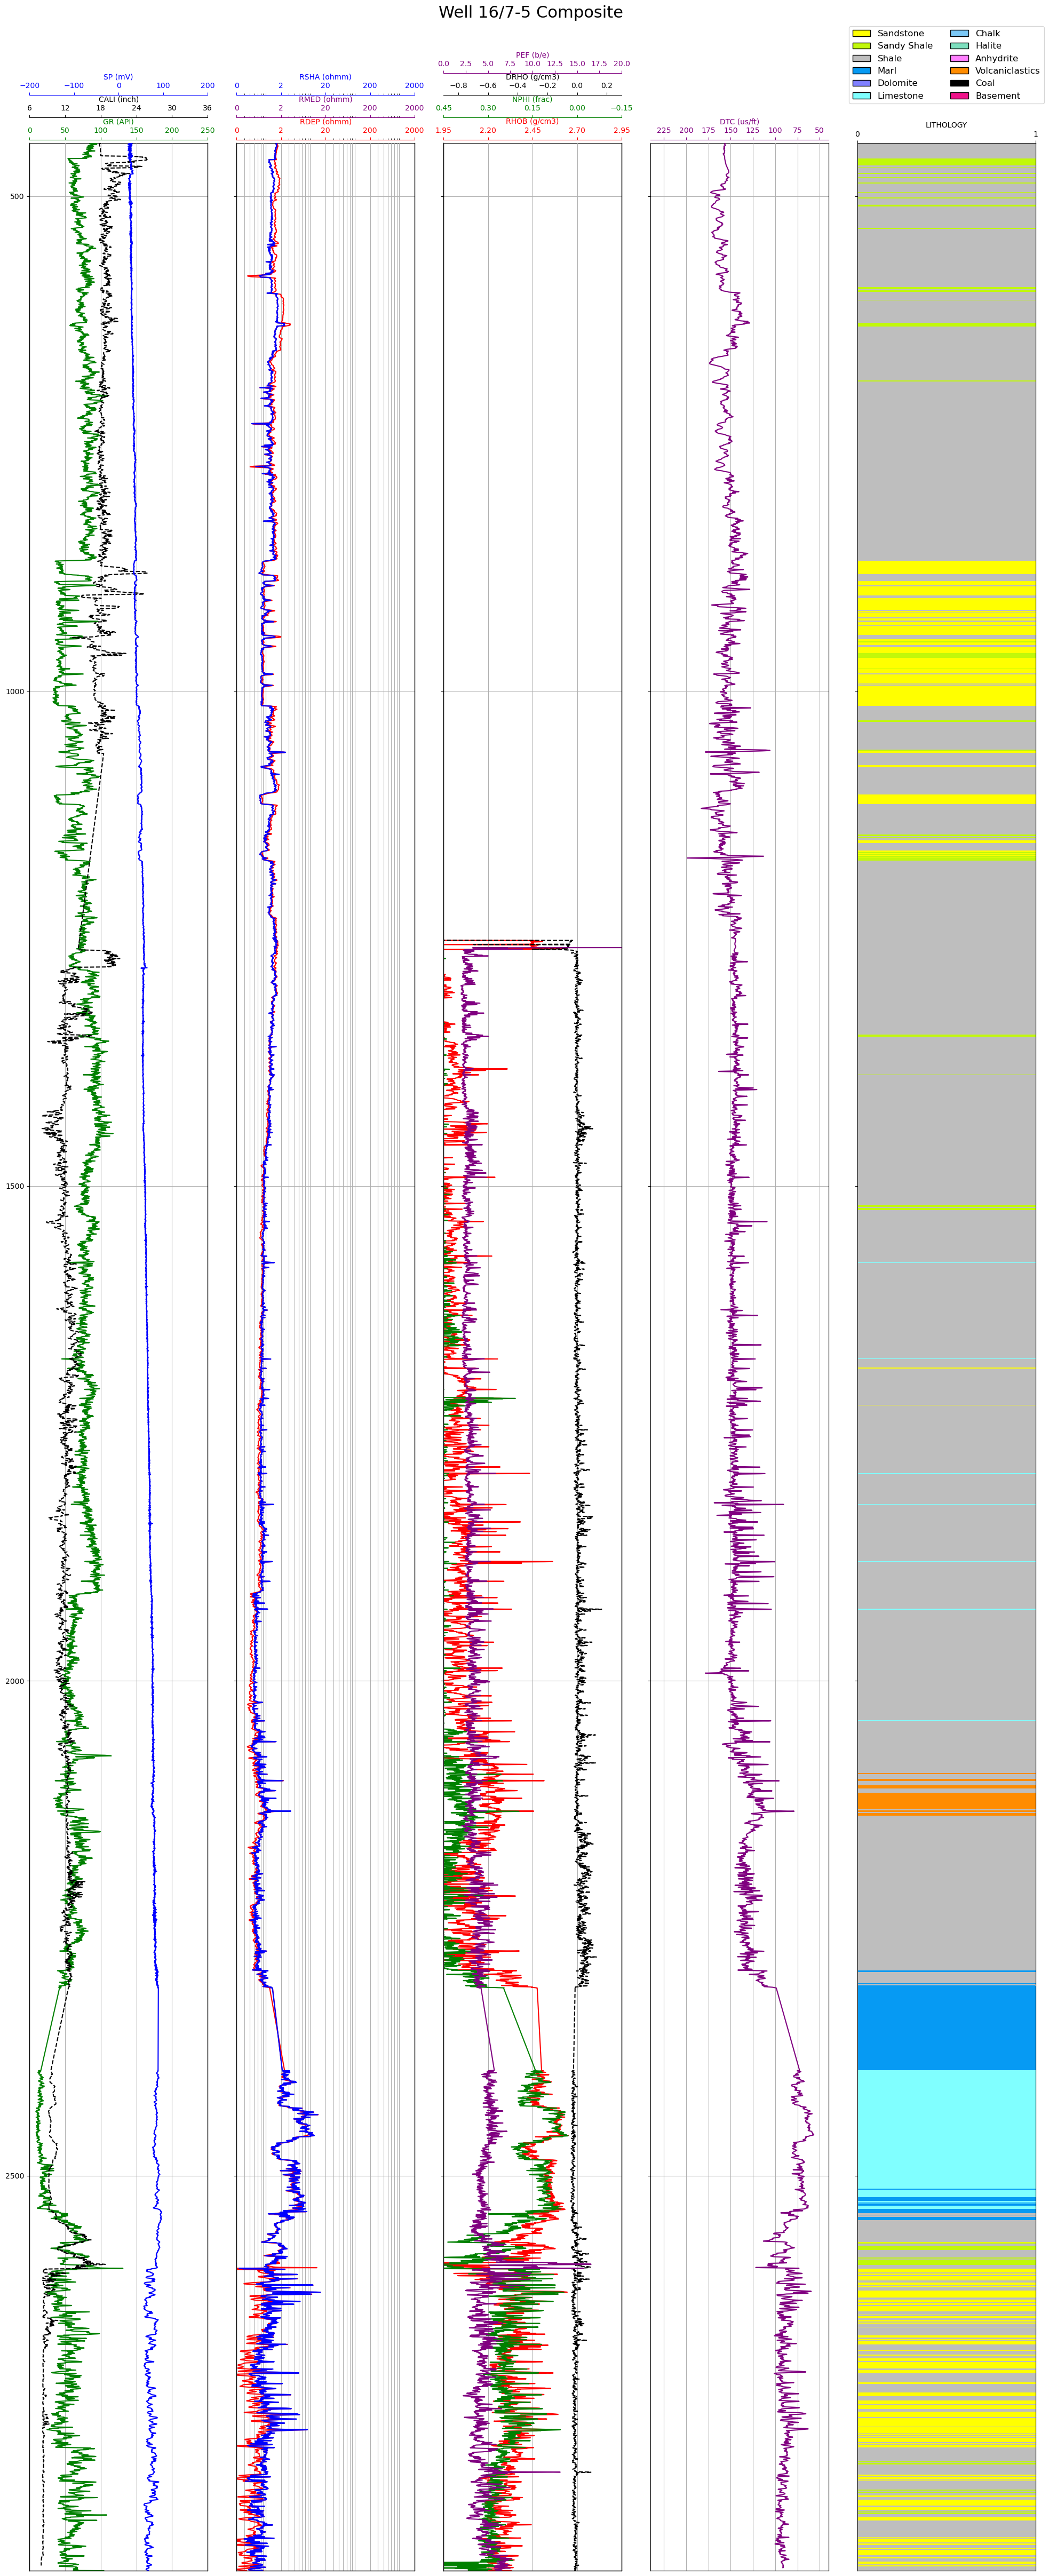 Well 16/7-5 Composite
Sandstone Chalk
Sandy Shale Halite
Shale Anhydrite
Marl Volcaniclastics
Dolomite Coal
Limestone Basement
PEF (b/e)
0.0 2.5 5.0 7.5 10.0 12.5 15.0 17.5 20.0
SP (mV) RSHA (ohmm) DRHO (g/cm3)
−200 −100 0 100 200 0 2 20 200 2000 −0.8 −0.6 −0.4 −0.2 0.0 0.2
CALI (inch) RMED (ohmm) NPHI (frac)
6 12 18 24 30 36 0 2 20 200 2000 0.45 0.30 0.15 0.00 −0.15
GR (API) RDEP (ohmm) RHOB (g/cm3) DTC (us/ft) LITHOLOGY
0 50 100 150 200 250 0 2 20 200 2000 1.95 2.20 2.45 2.70 2.95 225 200 175 150 125 100 75 50 0 1
500
1000
1500
2000
2500